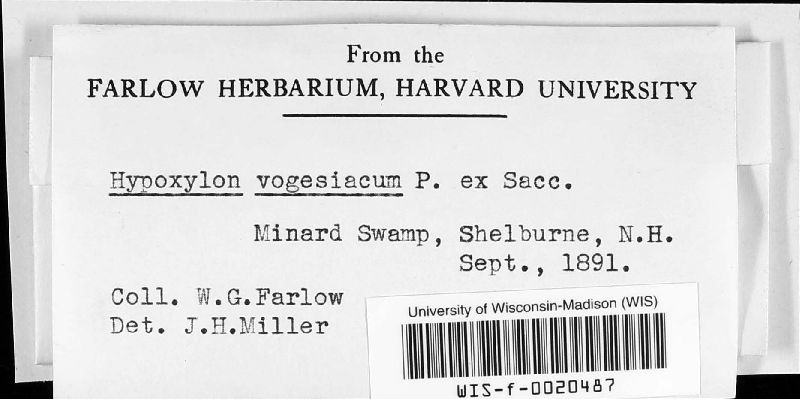 From the
FARLOW HERBARIUM, HARVARD UNIVERSITY
Hypoxylon vogesiacum P. ex Sacc.
Minard Swamp, Shelburne, N.H.
Sept., 1891.
Coll. W.G.Farlow
Det. J.H.Miller
University of Wisconsin-Madison (WIS)
WIS-f-0020487